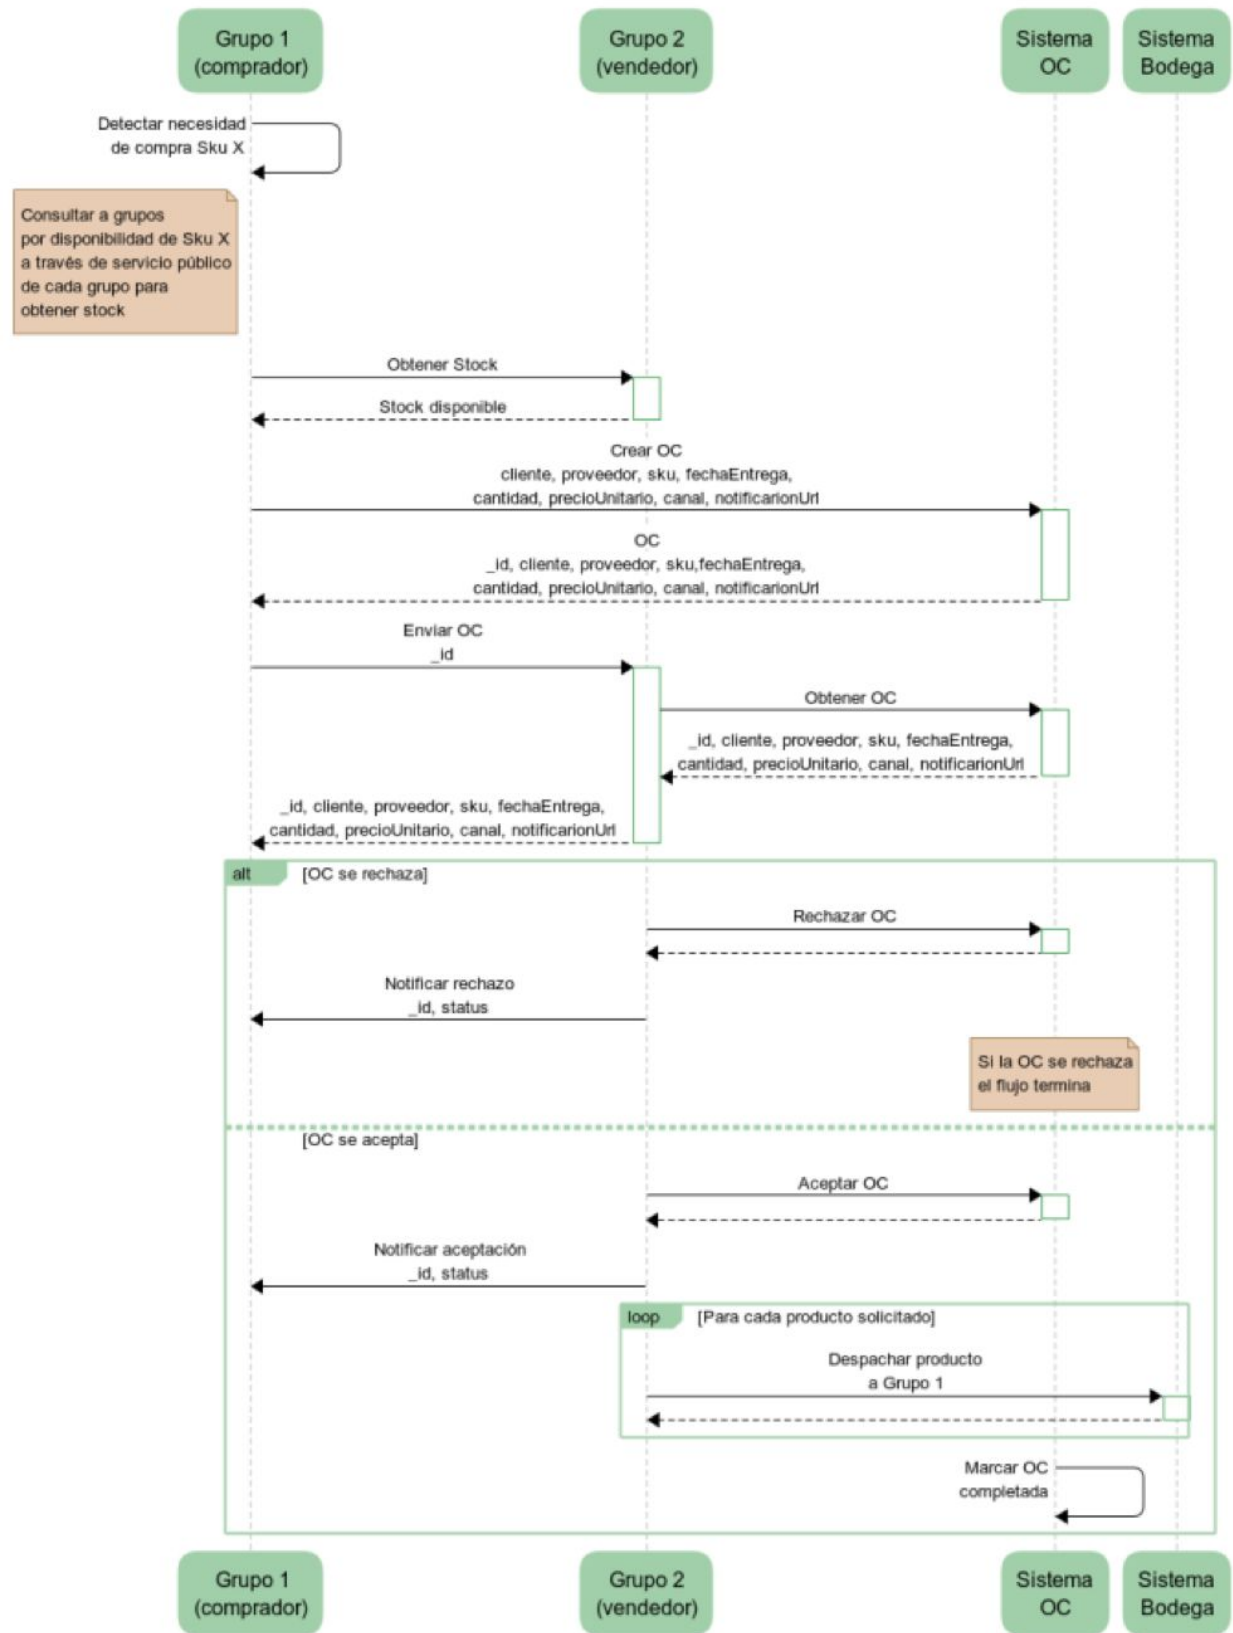 Grupo 1
(comprador)
Grupo 2
(vendedor)
Sistema
OC
Sistema
Bodega
Detectar necesidad
de compra Sku X
Consultar a grupos
por disponibilidad de Sku X
a través de servicio público
de cada grupo para
obtener stock
Obtener Stock
Stock disponible
Crear OC
cliente, proveedor, sku, fechaEntrega,
cantidad, precioUnitario, canal, notificarionUrl
OC
_id, cliente, proveedor, sku,fechaEntrega,
cantidad, precioUnitario, canal, notificarionUrl
Enviar OC
_id
Obtener OC
_id, cliente, proveedor, sku, fechaEntrega,
cantidad, precioUnitario, canal, notificarionUrl
_id, cliente, proveedor, sku, fechaEntrega,
cantidad, precioUnitario, canal, notificarionUrl
alt
[OC se rechaza]
Rechazar OC
Notificar rechazo
_id, status
Si la OC se rechaza
el flujo termina
[OC se acepta]
Aceptar OC
Notificar aceptación
_id, status
loop
[Para cada producto solicitado]
Despachar producto
a Grupo 1
Marcar OC
completada
Grupo 1
(comprador)
Grupo 2
(vendedor)
Sistema
OC
Sistema
Bodega